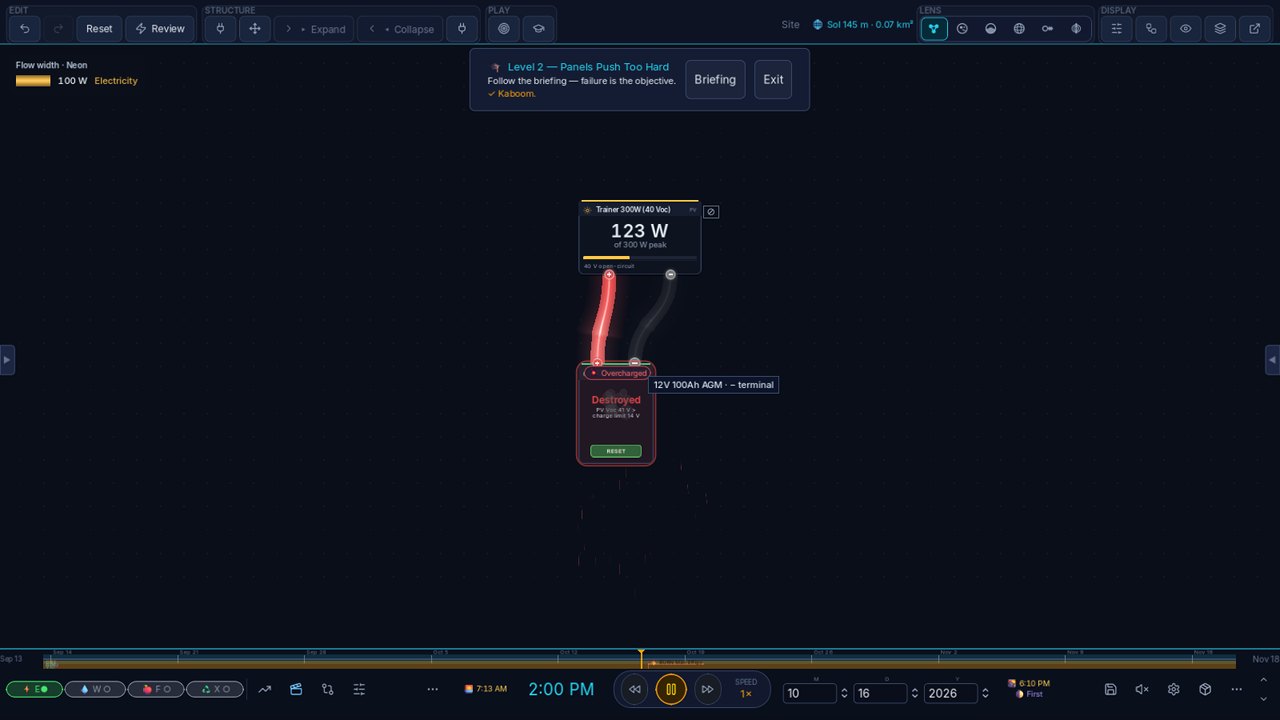 EDIT
STRUCTURE
PLAY
LENS
DISPLAY
Reset
Review
Expand
Collapse
Site
Sol 145 m · 0.07 km²
Flow width · Neon
100 W Electricity
Level 2 — Panels Push Too Hard
Follow the briefing — failure is the objective.
✓ Kaboom.
Briefing
Exit
Trainer 300W (40 Voc)
PV
123 W
of 300 W peak
40 V open-circuit
Overcharged
12V 100Ah AGM · − terminal
Destroyed
PV Voc 41 V >
charge limit 14 V
RESET
Sep 13
Sep 14
Sep 21
Sep 28
Oct 5
Oct 12
Oct 19
Oct 26
Nov 2
Nov 9
Nov 16
Nov 18
E
W
F
X
7:13 AM
2:00 PM
SPEED
1×
M
D
Y
10
16
2026
6:10 PM
First